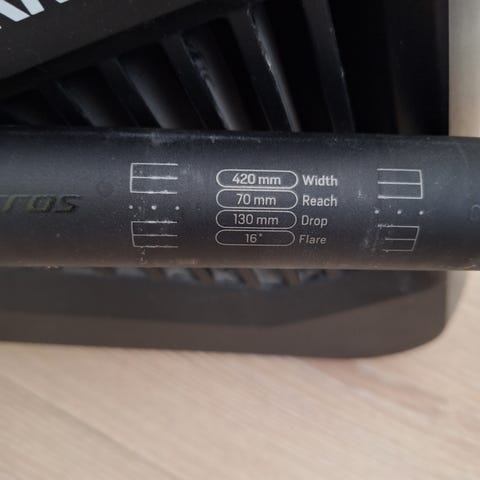 420 mm Width
70 mm Reach
130 mm Drop
16° Flare